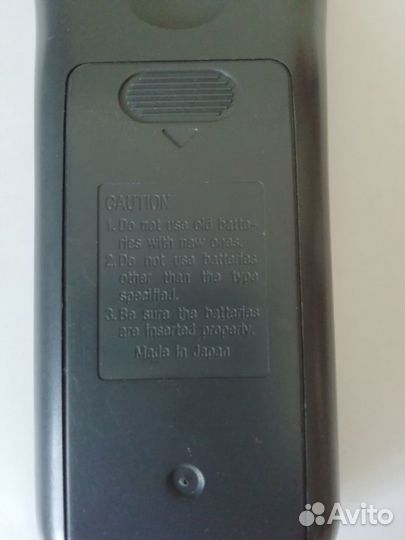 CAUTION
1. Do not use old batte-
ries with new ones.
2. Do not use batteries
other than the type
specified.
3. Be sure the batteries
are inserted properly.
Made in Japan
Avito